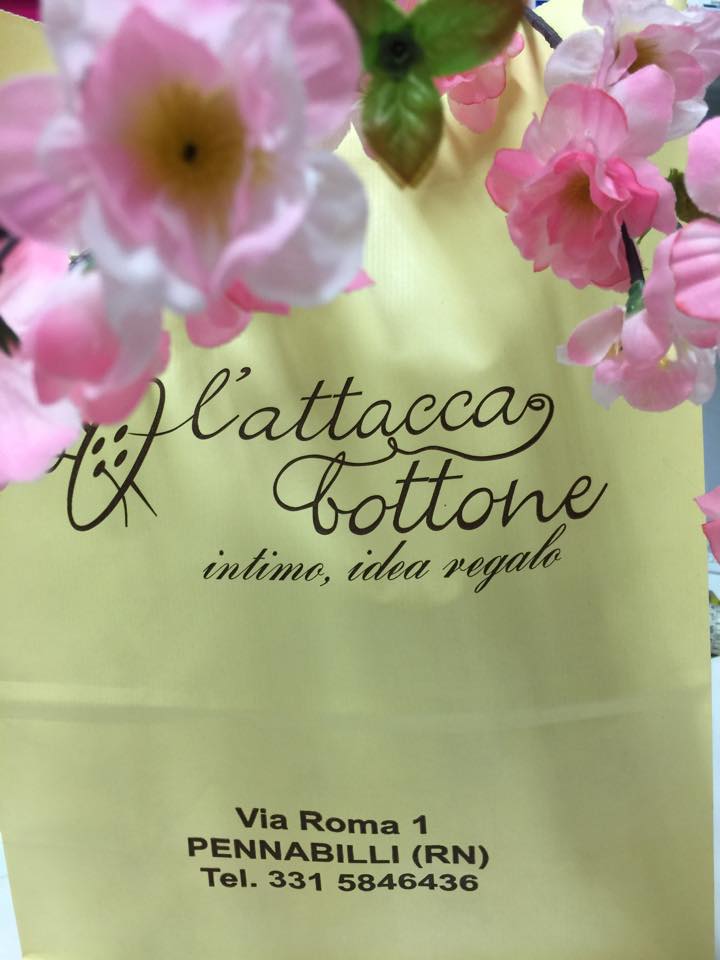 l'attacca
bottone
intimo, idea regalo
Via Roma 1
PENNABILLI (RN)
Tel. 331 5846436